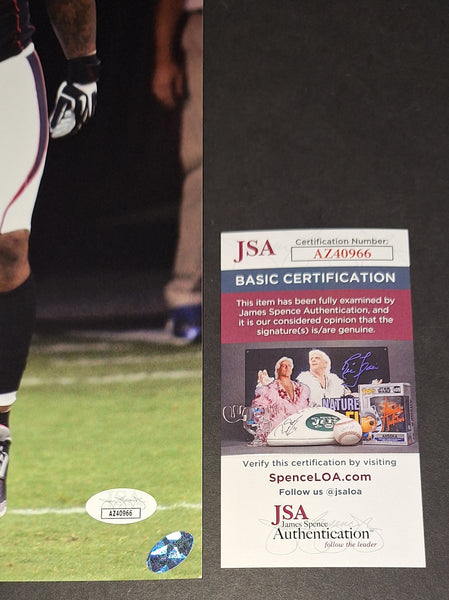 JSA
Certification Number:
AZ40966
BASIC CERTIFICATION
This item has been fully examined by
James Spence Authentication, and
it is our considered opinion that the
signature(s) is/are genuine.
NATURE
JETS
Verify this certification by visiting
SpenceLOA.com
Follow us @jsaloa
JSA
James Spence
Authentication
follow the leader
AZ40966